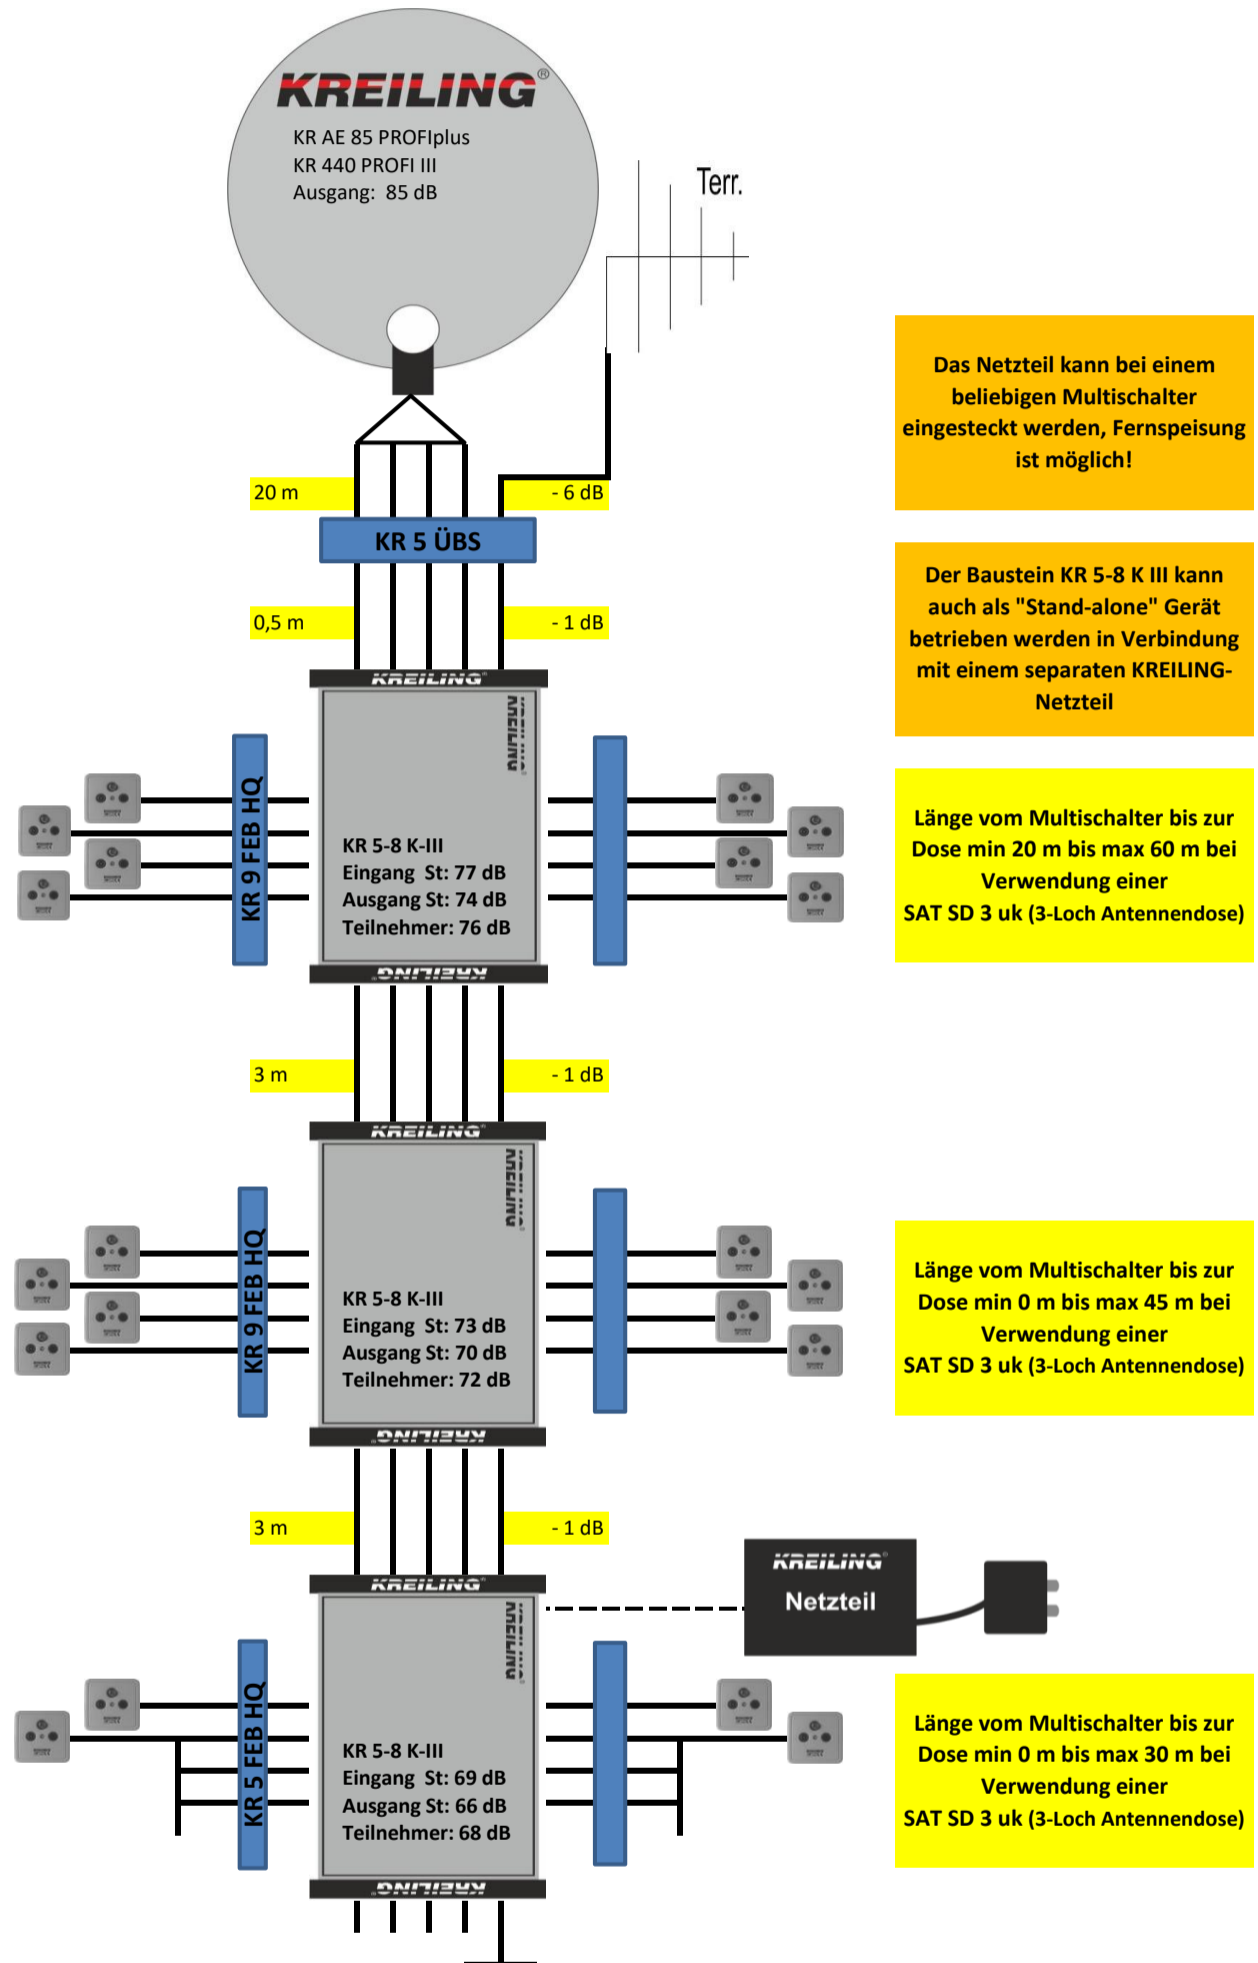 KREILING®
KR AE 85 PROFIplus
KR 440 PROFI III
Ausgang: 85 dB
Terr.
Das Netzteil kann bei einem
beliebigen Multischalter
eingesteckt werden, Fernspeisung
ist möglich!
20 m
- 6 dB
KR 5 ÜBS
Der Baustein KR 5-8 K III kann
auch als "Stand-alone" Gerät
betrieben werden in Verbindung
mit einem separaten KREILING-
Netzteil
0,5 m
- 1 dB
KREILING®
KREILING
KR 9 FEB HQ
KR 5-8 K-III
Eingang St: 77 dB
Ausgang St: 74 dB
Teilnehmer: 76 dB
KREILING®
Länge vom Multischalter bis zur
Dose min 20 m bis max 60 m bei
Verwendung einer
SAT SD 3 uk (3-Loch Antennendose)
3 m
- 1 dB
KREILING®
KREILING
KR 9 FEB HQ
KR 5-8 K-III
Eingang St: 73 dB
Ausgang St: 70 dB
Teilnehmer: 72 dB
KREILING®
Länge vom Multischalter bis zur
Dose min 0 m bis max 45 m bei
Verwendung einer
SAT SD 3 uk (3-Loch Antennendose)
3 m
- 1 dB
KREILING®
Netzteil
KREILING®
KREILING
KR 5 FEB HQ
KR 5-8 K-III
Eingang St: 69 dB
Ausgang St: 66 dB
Teilnehmer: 68 dB
KREILING®
Länge vom Multischalter bis zur
Dose min 0 m bis max 30 m bei
Verwendung einer
SAT SD 3 uk (3-Loch Antennendose)